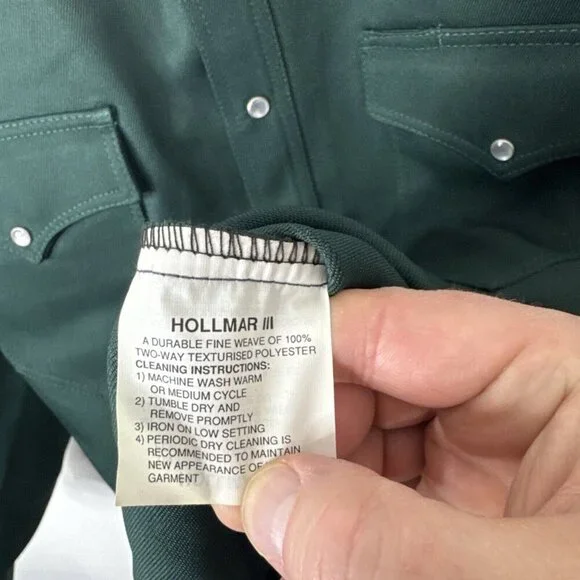 HOLLMAR III
A DURABLE FINE WEAVE OF 100%
TWO-WAY TEXTURISED POLYESTER
CLEANING INSTRUCTIONS:
1) MACHINE WASH WARM
OR MEDIUM CYCLE
2) TUMBLE DRY AND
REMOVE PROMPTLY
3) IRON ON LOW SETTING
4) PERIODIC DRY CLEANING IS
RECOMMENDED TO MAINTAIN
NEW APPEARANCE OF
GARMENT